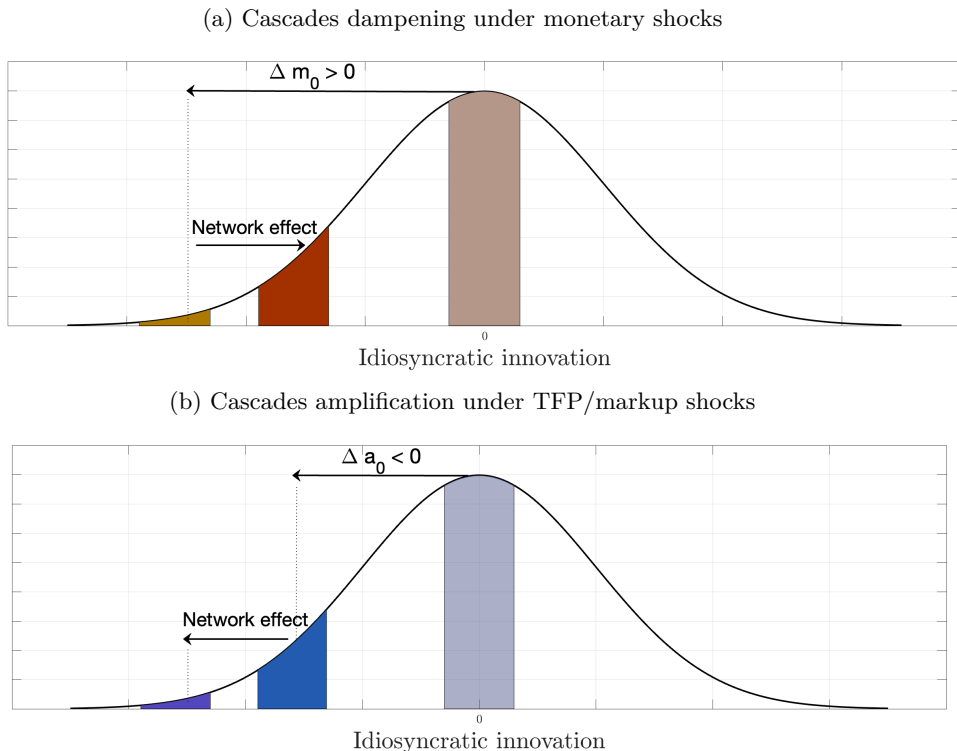 (a) Cascades dampening under monetary shocks
Δ m₀ > 0
Network effect
0
Idiosyncratic innovation
(b) Cascades amplification under TFP/markup shocks
Δ a₀ < 0
Network effect
0
Idiosyncratic innovation